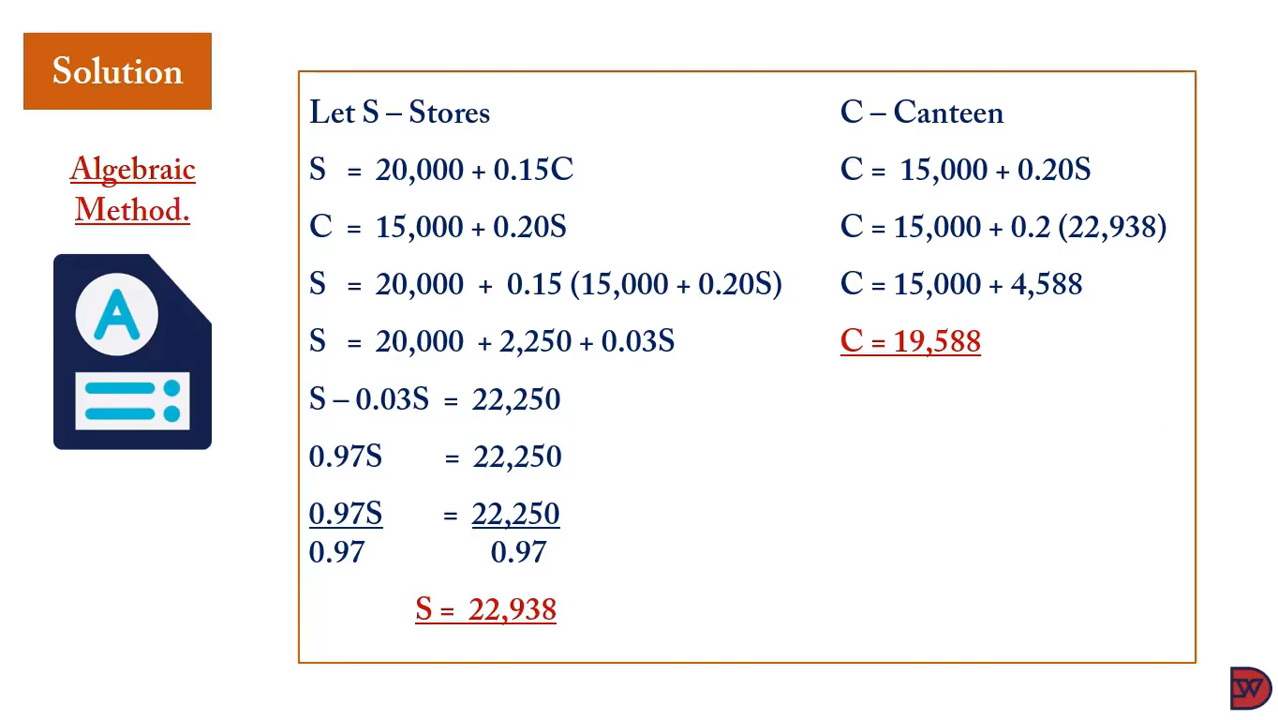 Solution
Algebraic
Method.
A
Let S – Stores
S = 20,000 + 0.15C
C = 15,000 + 0.20S
S = 20,000 + 0.15 (15,000 + 0.20S)
S = 20,000 + 2,250 + 0.03S
S – 0.03S = 22,250
0.97S = 22,250
0.97S = 22,250
0.97 0.97
S = 22,938
C – Canteen
C = 15,000 + 0.20S
C = 15,000 + 0.2 (22,938)
C = 15,000 + 4,588
C = 19,588
DW